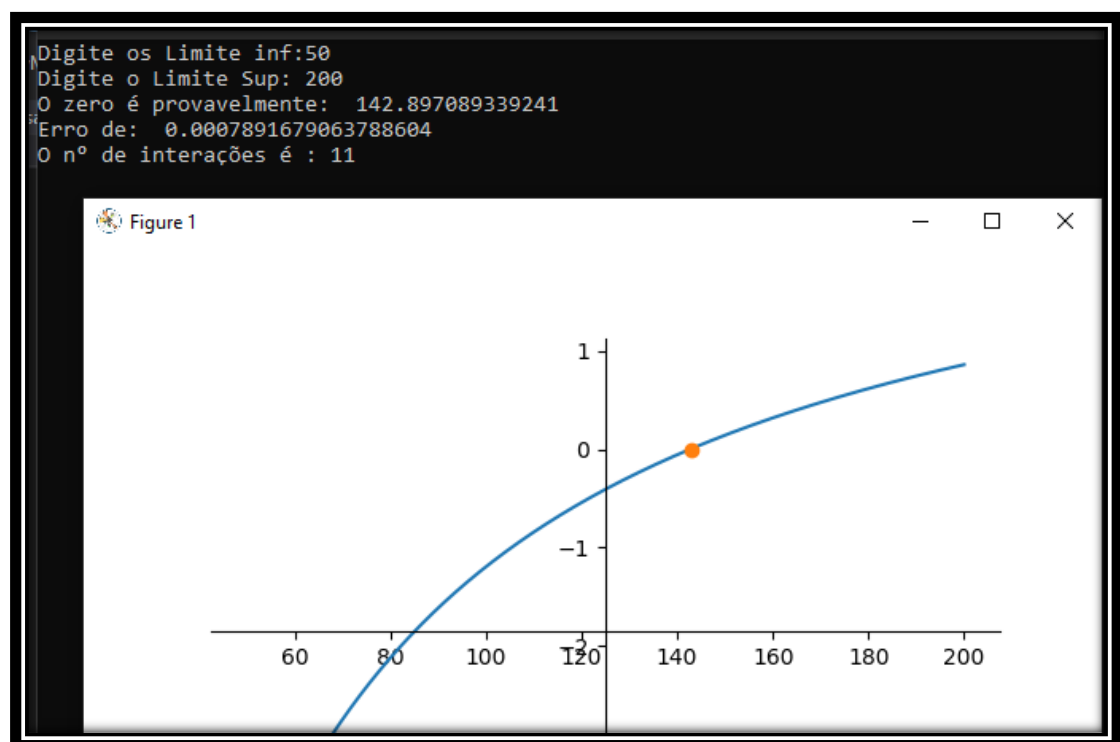 Digite os Limite inf:50
Digite o Limite Sup: 200
O zero é provavelmente:  142.897089339241
Erro de:  0.0007891679063788604
O nº de interações é : 11
Figure 1
1
0
−1
−2
60 80 100 120 140 160 180 200